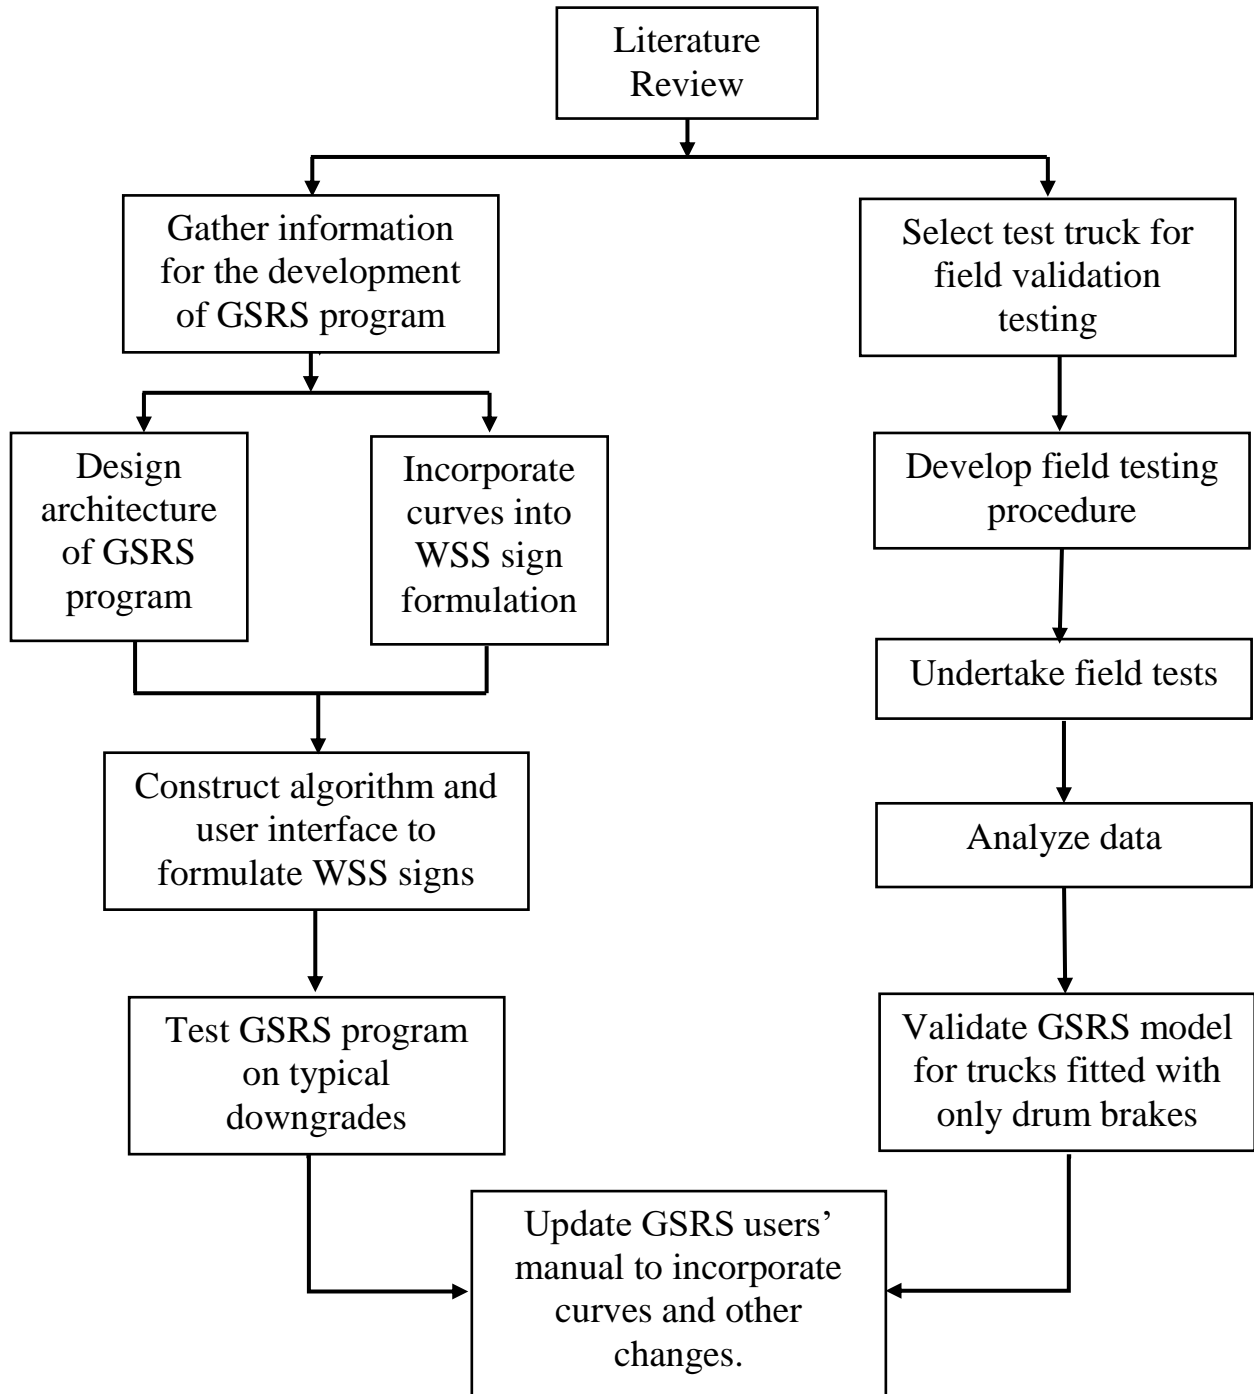 Literature
Review
Gather information
for the development
of GSRS program
Select test truck for
field validation
testing
Design
architecture
of GSRS
program
Incorporate
curves into
WSS sign
formulation
Develop field testing
procedure
Undertake field tests
Construct algorithm and
user interface to
formulate WSS signs
Analyze data
Test GSRS program
on typical
downgrades
Validate GSRS model
for trucks fitted with
only drum brakes
Update GSRS users’
manual to incorporate
curves and other
changes.